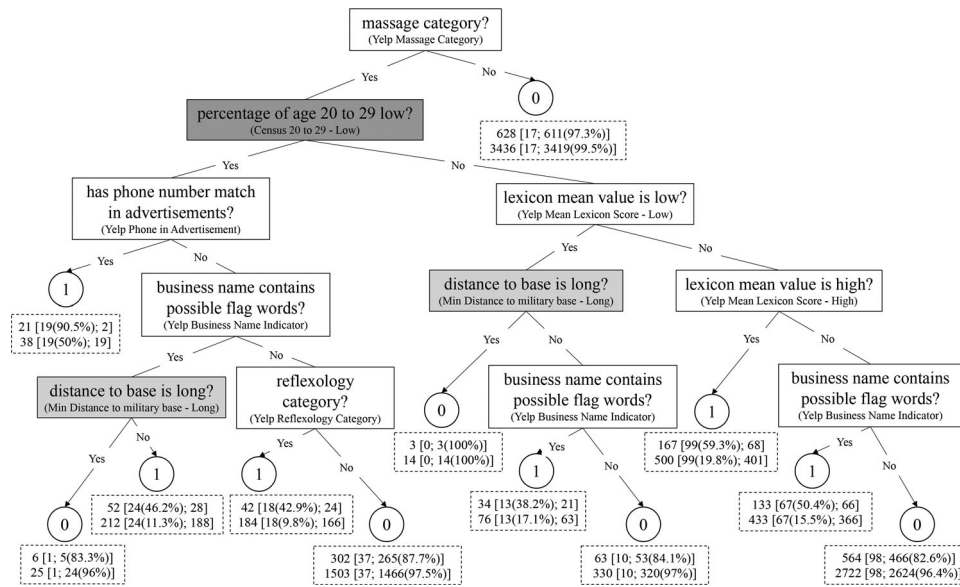 massage category?
(Yelp Massage Category)
Yes
No
0
628 [17; 611(97.3%)]
3436 [17; 3419(99.5%)]
percentage of age 20 to 29 low?
(Census 20 to 29 - Low)
Yes
No
has phone number match
in advertisements?
(Yelp Phone in Advertisement)
Yes
No
1
21 [19(90.5%; 2]
38 [19(50%; 19]
business name contains
possible flag words?
(Yelp Business Name Indicator)
Yes
No
distance to base is long?
(Min Distance to military base - Long)
Yes
No
0
6 [1; 5(83.3%)]
25 [1; 24(96%)]
1
52 [24(46.2%; 28]
212 [24(11.3%; 188]
reflexology
category?
(Yelp Reflexology Category)
Yes
No
1
42 [18(42.9%; 24]
184 [18(9.8%; 166]
0
302 [37; 265(87.7%)]
1503 [37; 1466(97.5%)]
lexicon mean value is low?
(Yelp Mean Lexicon Score - Low)
Yes
No
distance to base is long?
(Min Distance to military base - Long)
Yes
No
0
3 [0; 3(100%)]
14 [0; 14(100%)]
business name contains
possible flag words?
(Yelp Business Name Indicator)
Yes
No
1
34 [13(38.2%; 21]
76 [13(17.1%; 63]
0
63 [10; 53(84.1%)]
330 [10; 320(97%)]
lexicon mean value is high?
(Yelp Mean Lexicon Score - High)
Yes
No
1
167 [99(59.3%; 68]
500 [99(19.8%; 401]
business name contains
possible flag words?
(Yelp Business Name Indicator)
Yes
No
1
133 [67(50.4%; 66]
433 [67(15.5%; 366]
0
564 [98; 466(82.6%)]
2722 [98; 2624(96.4%)]